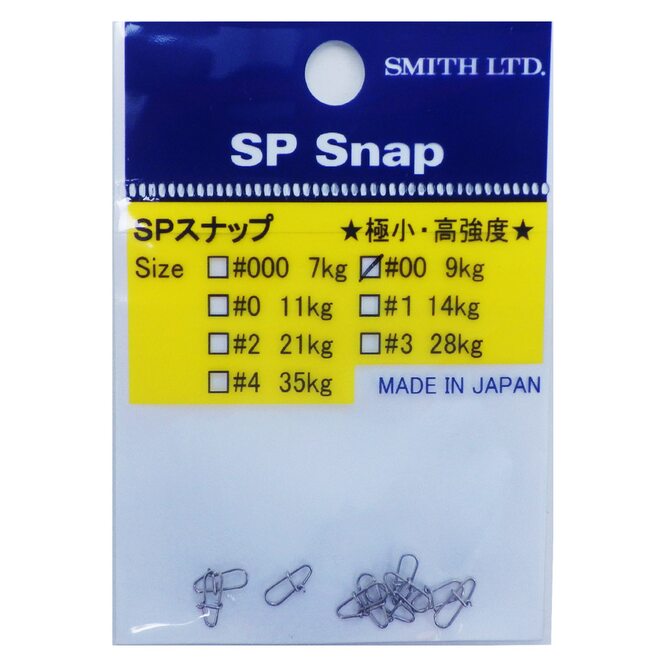 SMITH LTD.
SP Snap
SPスナップ ★極小・高強度★
Size □#000 7kg ☑#00 9kg
□#0 11kg □#1 14kg
□#2 21kg □#3 28kg
□#4 35kg MADE IN JAPAN